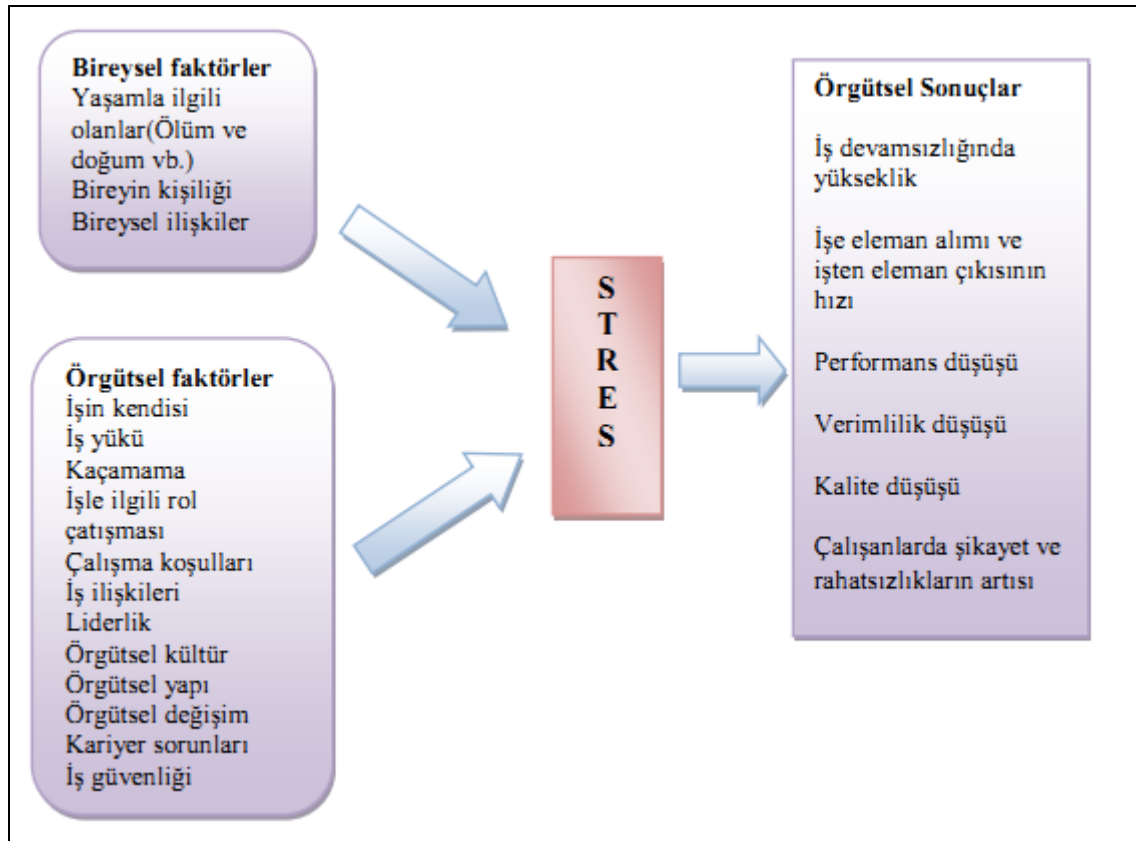 Bireysel faktörler
Yaşamla ilgili
olanlar(Ölüm ve
doğum vb.)
Bireyin kişiliği
Bireysel ilişkiler
Örgütsel faktörler
İşin kendisi
İş yükü
Kaçamama
İşle ilgili rol
çatışması
Çalışma koşulları
İş ilişkileri
Liderlik
Örgütsel kültür
Örgütsel yapı
Örgütsel değişim
Kariyer sorunları
İş güvenliği
S
T
R
E
S
Örgütsel Sonuçlar
İş devamsızlığında
yükseklik
İşe eleman alımı ve
işten eleman çıkısının
hızı
Performans düşüşü
Verimlilik düşüşü
Kalite düşüşü
Çalışanlarda şikayet ve
rahatsızlıkların artısı